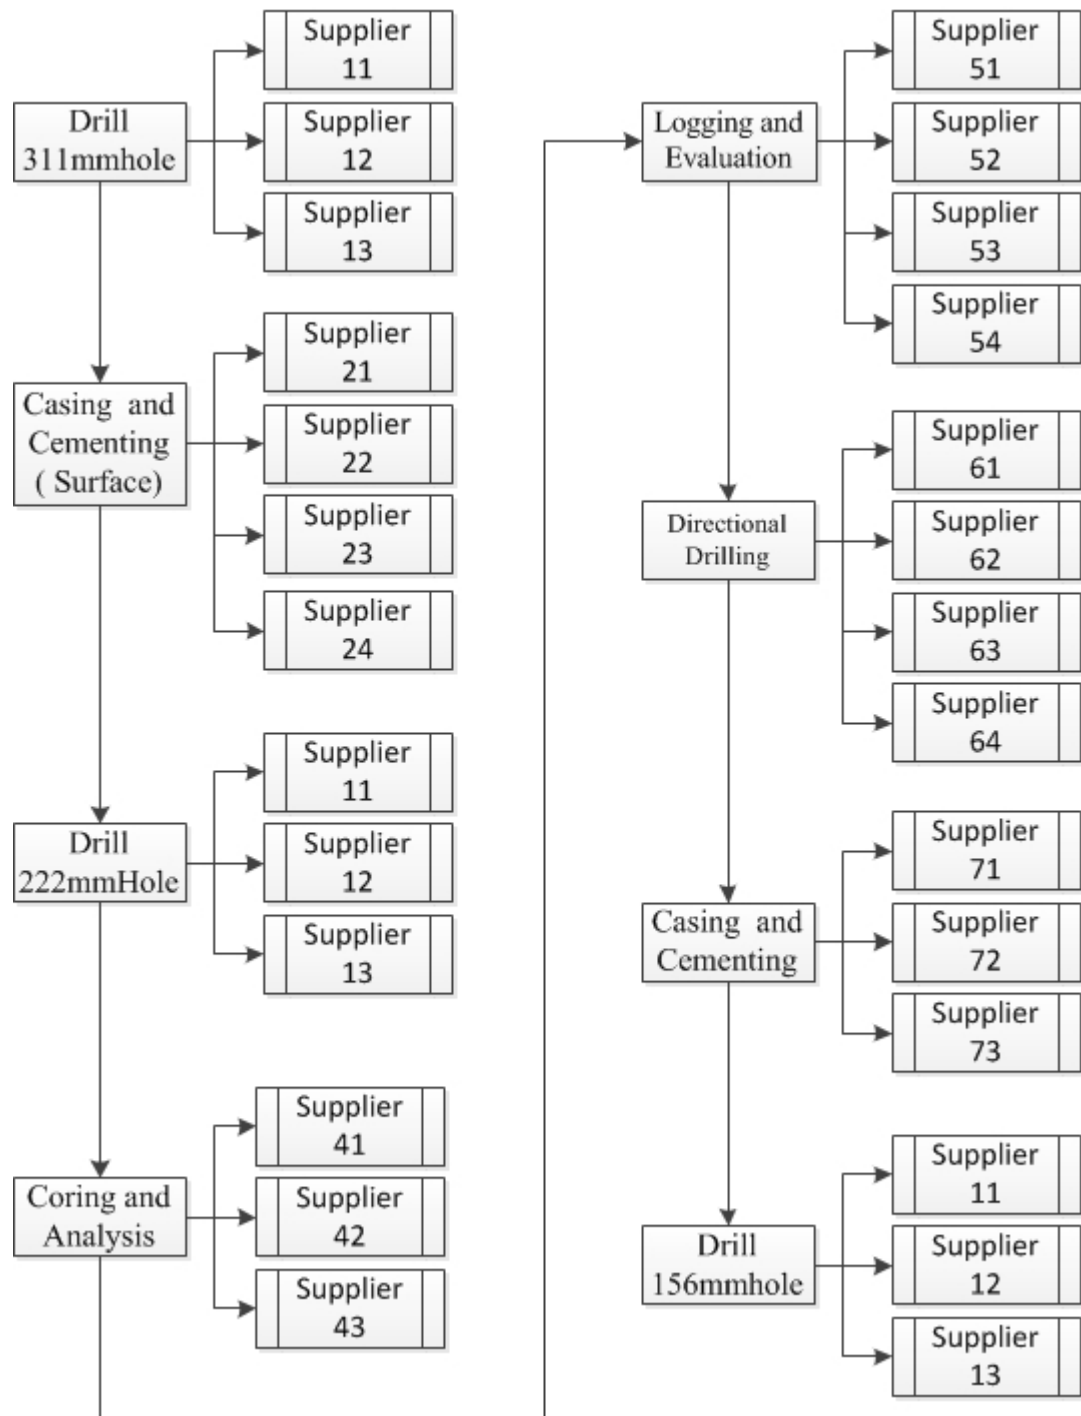 Drill
311mmhole
Supplier
11
Supplier
12
Supplier
13
Casing and
Cementing
( Surface)
Supplier
21
Supplier
22
Supplier
23
Supplier
24
Drill
222mmHole
Supplier
11
Supplier
12
Supplier
13
Coring and
Analysis
Supplier
41
Supplier
42
Supplier
43
Logging and
Evaluation
Supplier
51
Supplier
52
Supplier
53
Supplier
54
Directional
Drilling
Supplier
61
Supplier
62
Supplier
63
Supplier
64
Casing and
Cementing
Supplier
71
Supplier
72
Supplier
73
Drill
156mmhole
Supplier
11
Supplier
12
Supplier
13